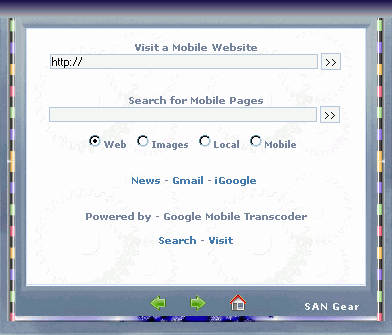 Visit a Mobile Website
http://
>>
Search for Mobile Pages
>>
Web Images Local Mobile
News - Gmail - iGoogle
Powered by - Google Mobile Transcoder
Search - Visit
SAN Gear